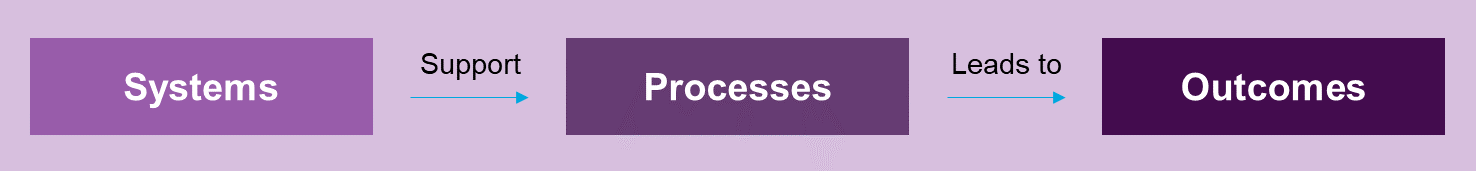 Systems
Support
Processes
Leads to
Outcomes